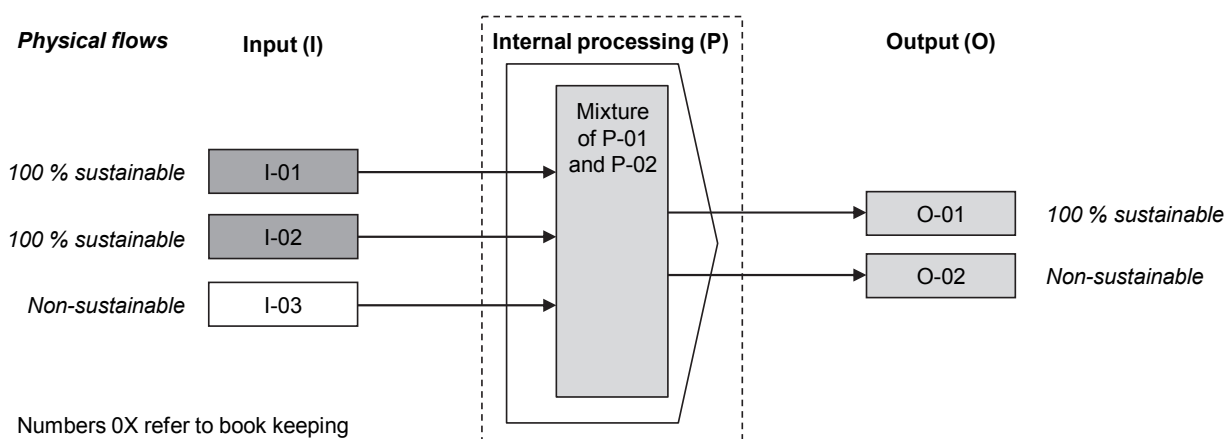 Physical flows
Input (I)
Internal processing (P)
Output (O)
Mixture
of P-01
and P-02
100 % sustainable
I-01
100 % sustainable
I-02
Non-sustainable
I-03
O-01
100 % sustainable
O-02
Non-sustainable
Numbers 0X refer to book keeping